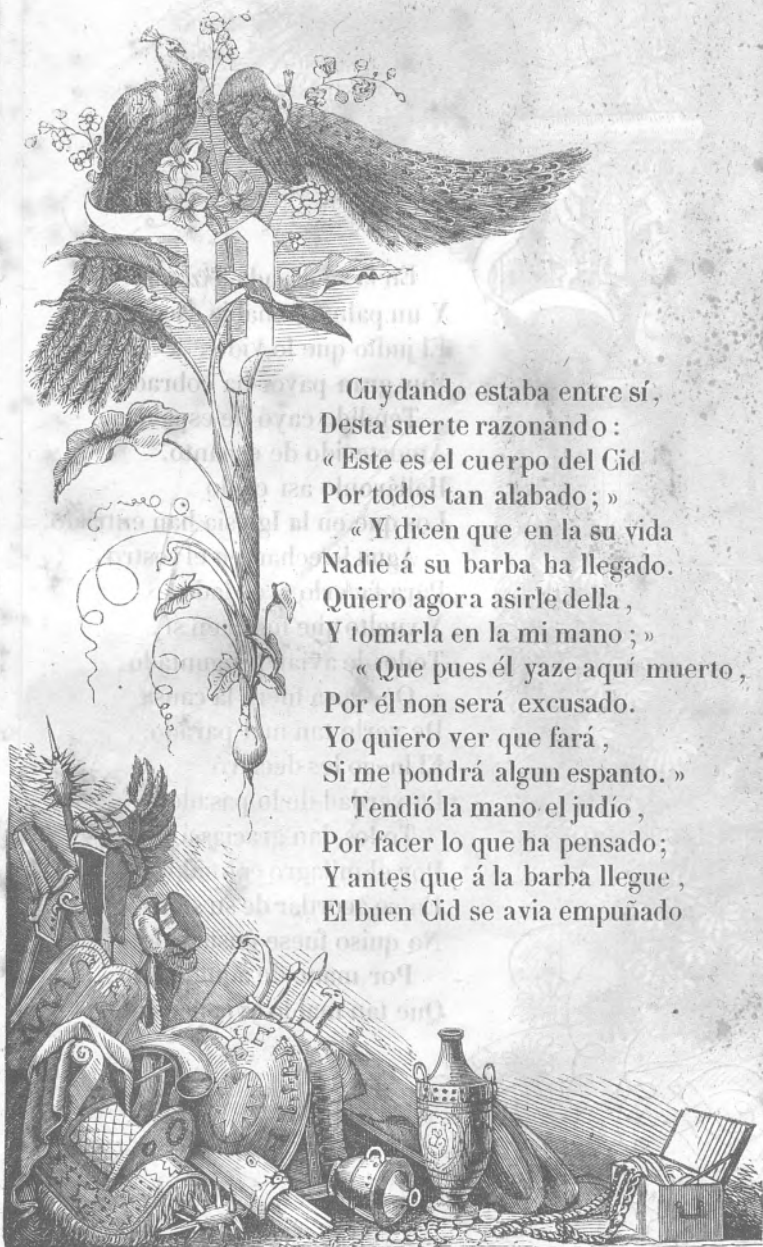 Cuydando estaba entre sí,
Desta suerte razonando:
« Este es el cuerpo del Cid
Por todos tan alabado; »
« Y dicen que en la su vida
Nadie á su barba ha llegado.
Quiero agora asirle della,
Y tomarla en la mi mano; »
« Que pues él yaze aquí muerto,
Por él non será excusado.
Yo quiero ver que fará,
Si me pondrá algun espanto. »
Tendió la mano el judío,
Por facer lo que ha pensado;
Y antes que á la barba llegue,
El buen Cid se avia empuñado